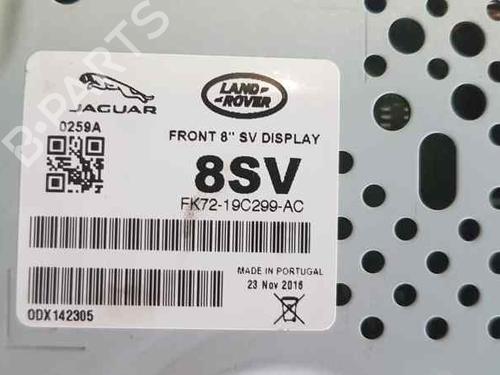 JAGUAR
LAND ROVER
0259A
FRONT 8" SV DISPLAY
8SV
FK72-19C299-AC
MADE IN PORTUGAL
23 Nov 2016
0DX142305
B-PARTS